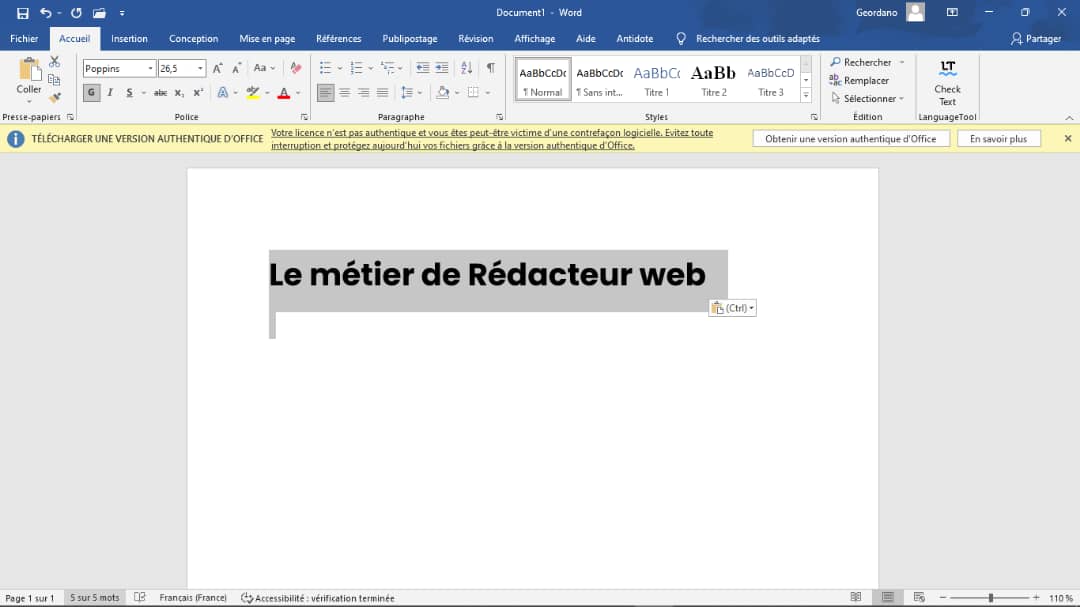 Document1 - Word
Geordano
Fichier Accueil Insertion Conception Mise en page Références Publipostage Révision Affichage Aide Antidote Rechercher des outils adaptés Partager
Coller
Presse-papiers
Poppins 26,5 A A Aa
G I S abc X, X² A ab A
Police
Paragraphe
AaBbCcDc AaBbCcDc AaBbCc AaBb AaBbCcD
¶ Normal ¶ Sans int... Titre 1 Titre 2 Titre 3
Styles
Rechercher
Remplacer
Sélectionner
Édition
LT
Check
Text
LanguageTool
TÉLÉCHARGER UNE VERSION AUTHENTIQUE D'OFFICE
Votre licence n'est pas authentique et vous êtes peut-être victime d'une contrefaçon logicielle. Evitez toute
interruption et protégez aujourd'hui vos fichiers grâce à la version authentique d'Office.
Obtenir une version authentique d'Office
En savoir plus
Le métier de Rédacteur web
(Ctrl)
Page 1 sur 1 5 sur 5 mots Français (France) Accessibilité : vérification terminée 110 %